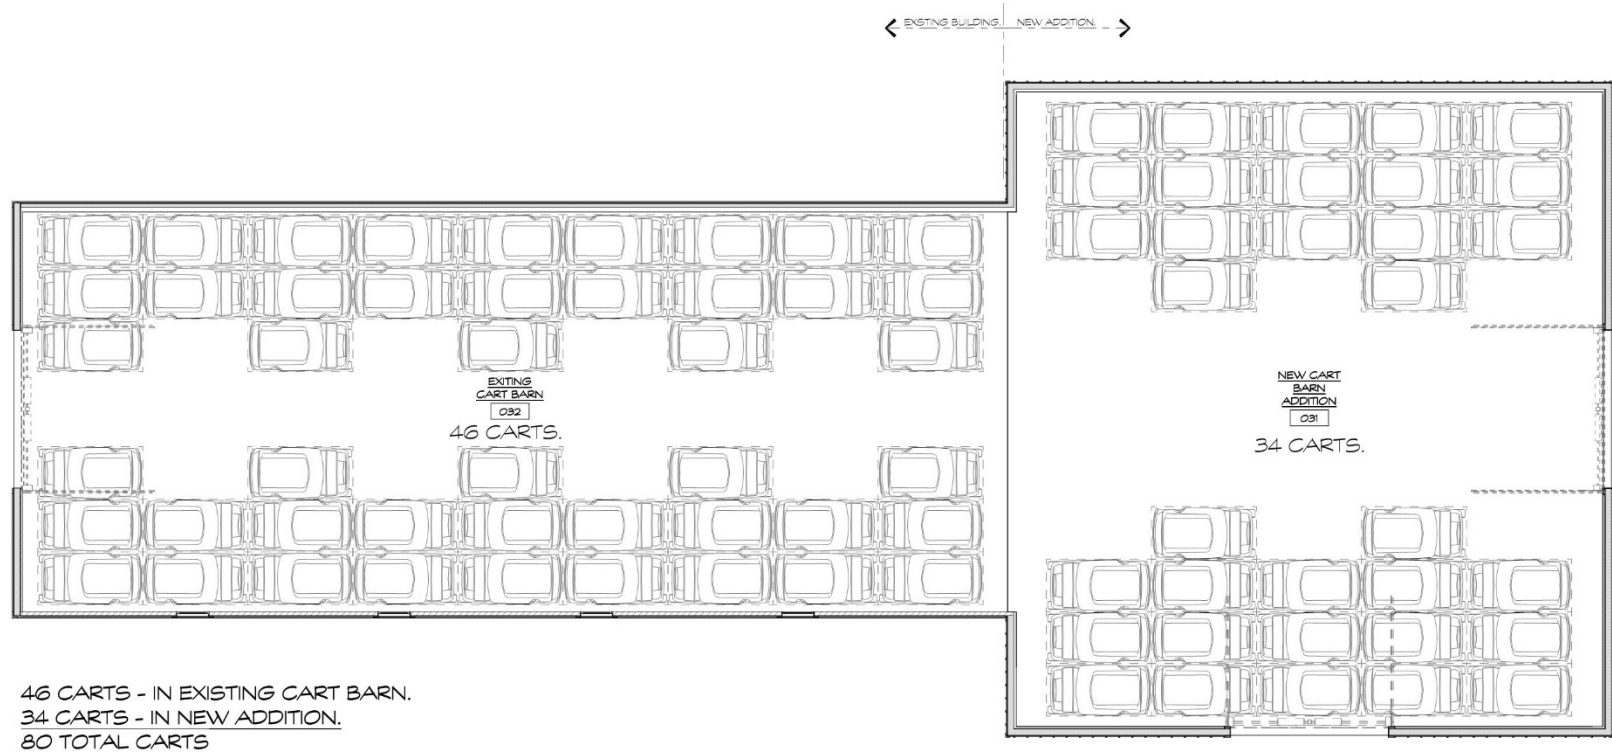 EXSTING BUILDING. NEW ADDITION.
EXITING
CART BARN
032
46 CARTS.
NEW CART
BARN
ADDITION
031
34 CARTS.
46 CARTS - IN EXISTING CART BARN.
34 CARTS - IN NEW ADDITION.
80 TOTAL CARTS